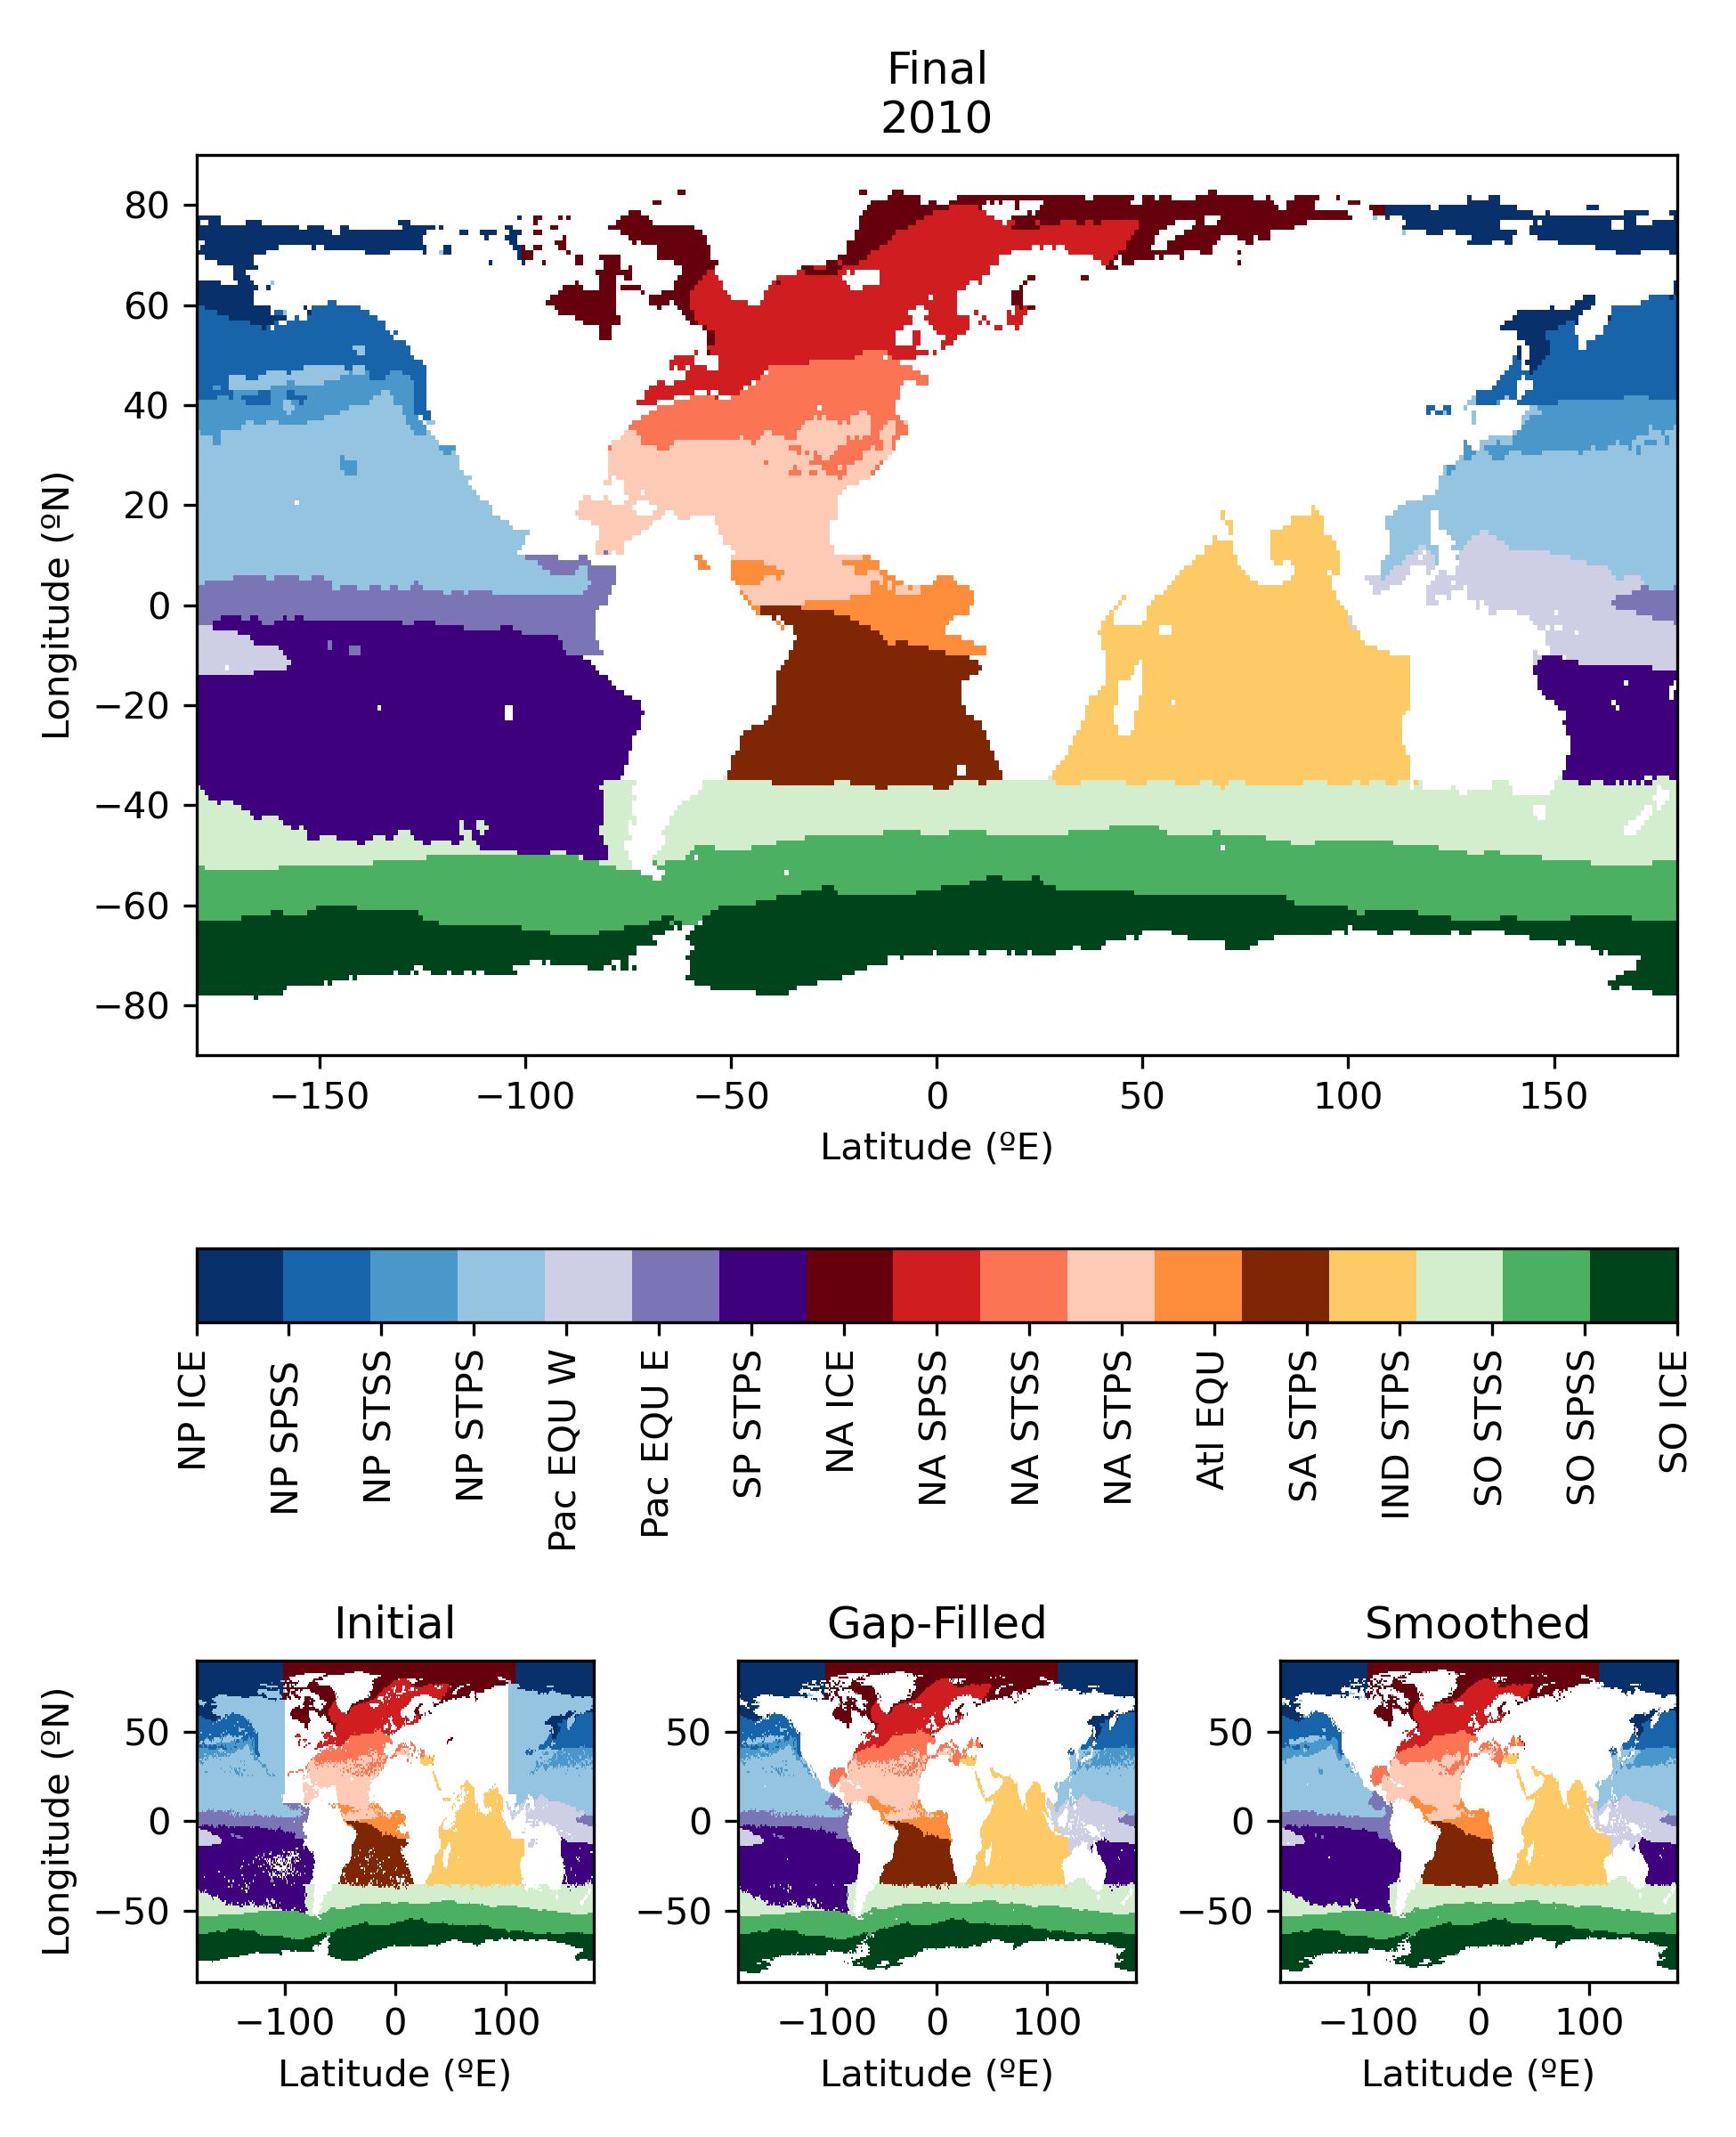 Final
2010
80
60
40
20
0
−20
−40
−60
−80
Longitude (ºN)
−150 −100 −50 0 50 100 150
Latitude (ºE)
NP ICE
NP SPSS
NP STSS
NP STPS
Pac EQU W
Pac EQU E
SP STPS
NA ICE
NA SPSS
NA STSS
NA STPS
Atl EQU
SA STPS
IND STPS
SO STSS
SO SPSS
SO ICE
Initial
50
0
−50
Longitude (ºN)
−100 0 100
Latitude (ºE)
Gap-Filled
50
0
−50
−100 0 100
Latitude (ºE)
Smoothed
50
0
−50
−100 0 100
Latitude (ºE)